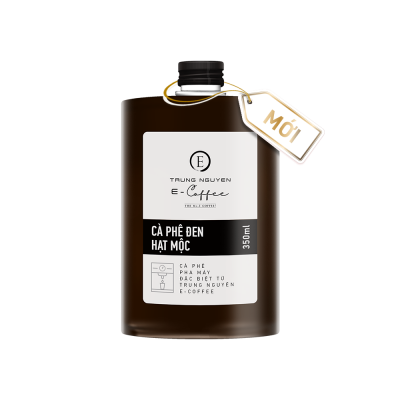 MỚI
E
TRUNG NGUYEN
E-Coffee
CÀ PHÊ ĐEN
HẠT MỘC
350ml
CÀ PHÊ
PHA MÁY
ĐẶC BIỆT TỪ
TRUNG NGUYÊN
E-COFFEE